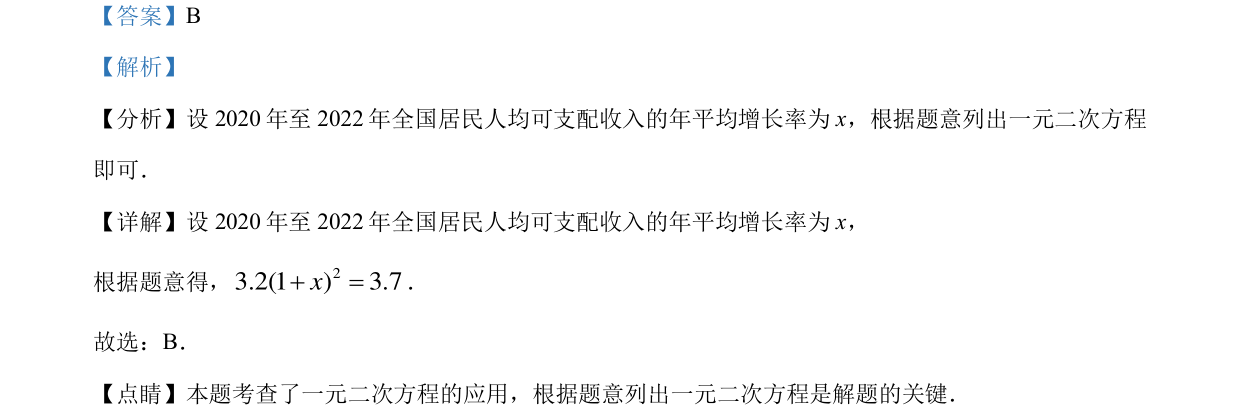 【答案】B
【解析】
【分析】设 2020 年至 2022 年全国居民人均可支配收入的年平均增长率为 x，根据题意列出一元二次方程
即可．
【详解】设 2020 年至 2022 年全国居民人均可支配收入的年平均增长率为 x，
根据题意得，3.2(1+x)²=3.7．
故选：B．
【点睛】本题考查了一元二次方程的应用，根据题意列出一元二次方程是解题的关键．